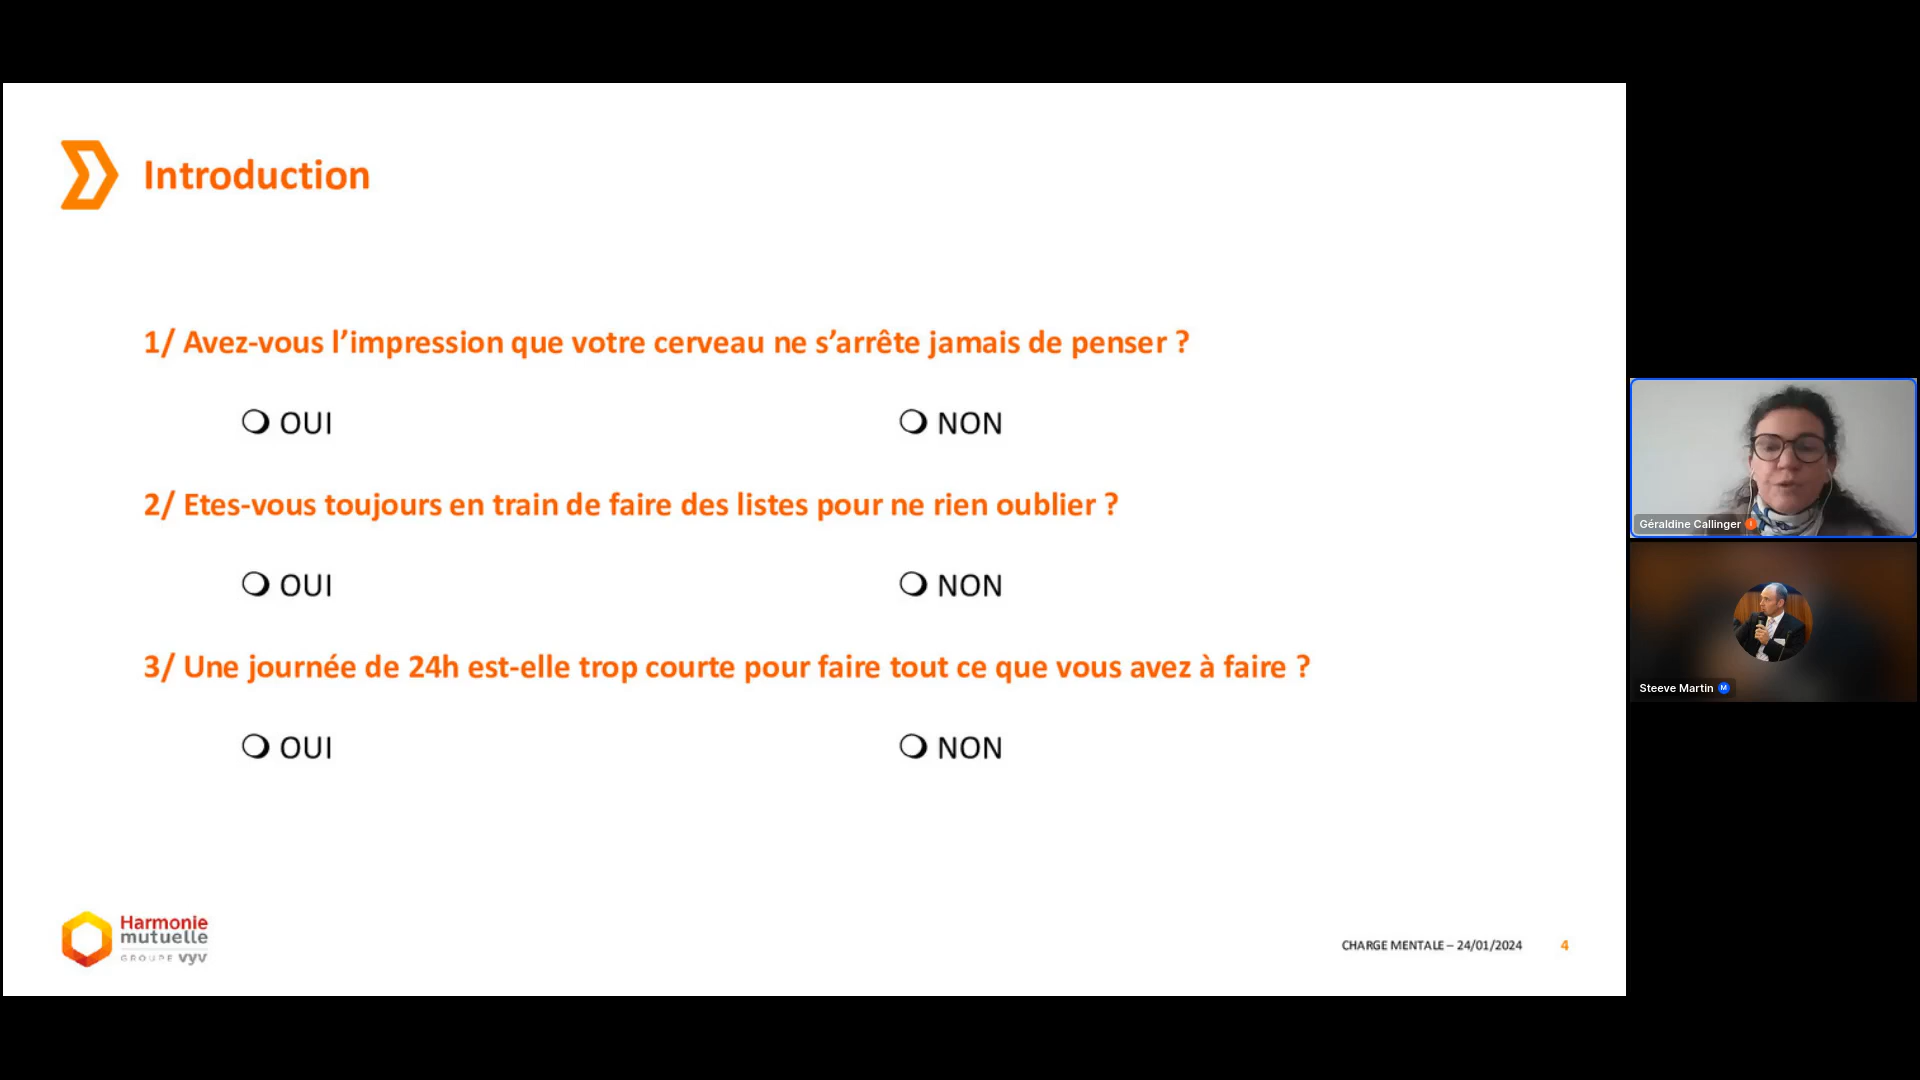 Introduction
1/ Avez-vous l’impression que votre cerveau ne s’arrête jamais de penser ?
OUI NON
2/ Etes-vous toujours en train de faire des listes pour ne rien oublier ?
OUI NON
3/ Une journée de 24h est-elle trop courte pour faire tout ce que vous avez à faire ?
OUI NON
Harmonie
mutuelle
GROUPE vyv
CHARGE MENTALE – 24/01/2024 4
Géraldine Callinger
Steeve Martin M